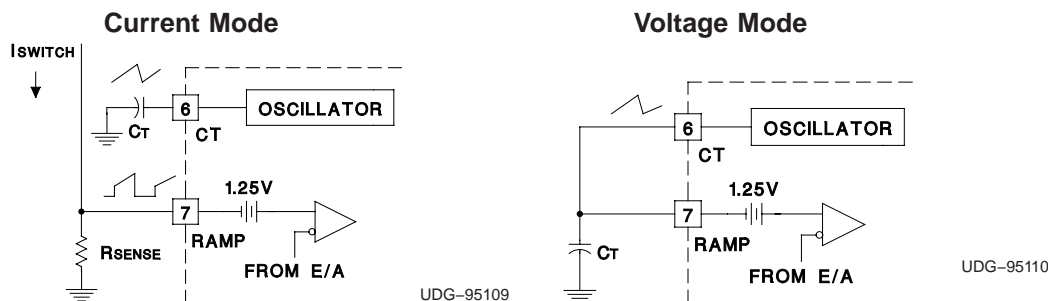 Current Mode
ISWITCH
6
OSCILLATOR
CT
CT
1.25V
7
RAMP
RSENSE
FROM E/A
UDG–95109
Voltage Mode
6
OSCILLATOR
CT
1.25V
7
RAMP
CT
FROM E/A
UDG–95110